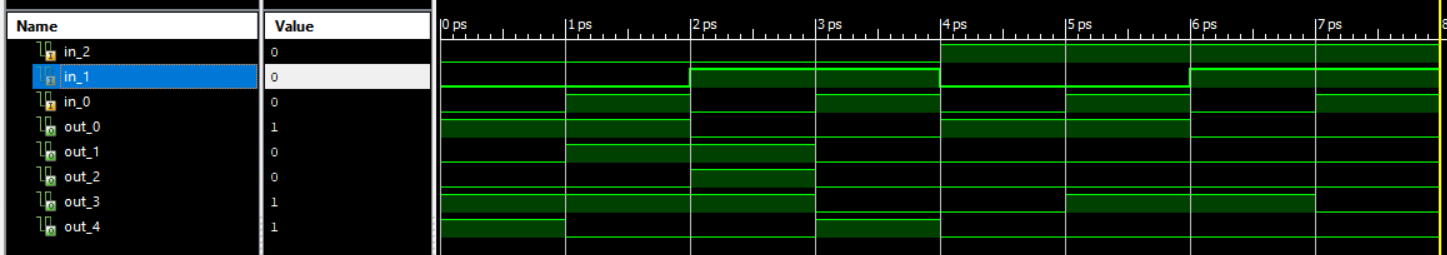 Name Value 0 ps 1 ps 2 ps 3 ps 4 ps 5 ps 6 ps 7 ps 8
in_2 0
in_1 0
in_0 0
out_0 1
out_1 0
out_2 0
out_3 1
out_4 1